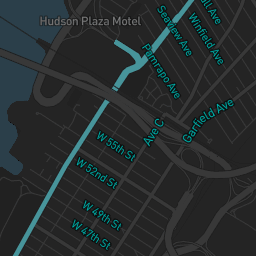 Hudson Plaza Motel
Seaview Ave
Winfield Ave
Pamrapo Ave
Garfield Ave
Ave C
W 55th St
W 52nd St
W 49th St
W 47th St